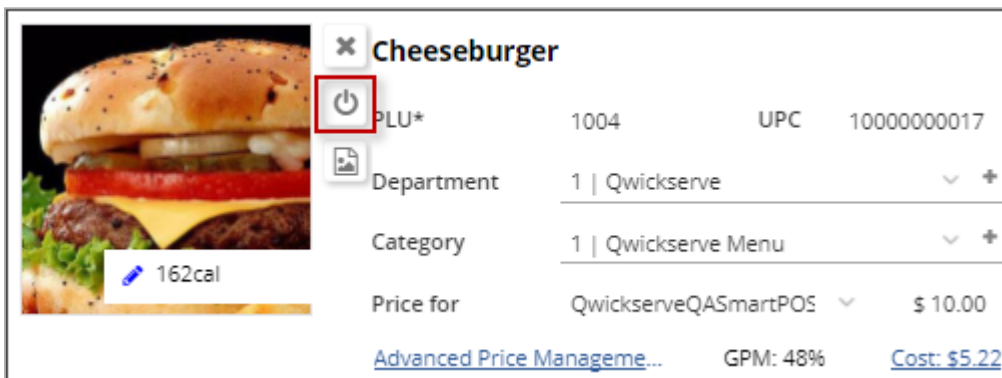 Cheeseburger
PLU* 1004 UPC 10000000017
Department 1 | Qwickserve
Category 1 | Qwickserve Menu
162cal
Price for QwickserveQASmartPOS $ 10.00
Advanced Price Manageme... GPM: 48% Cost: $5.22